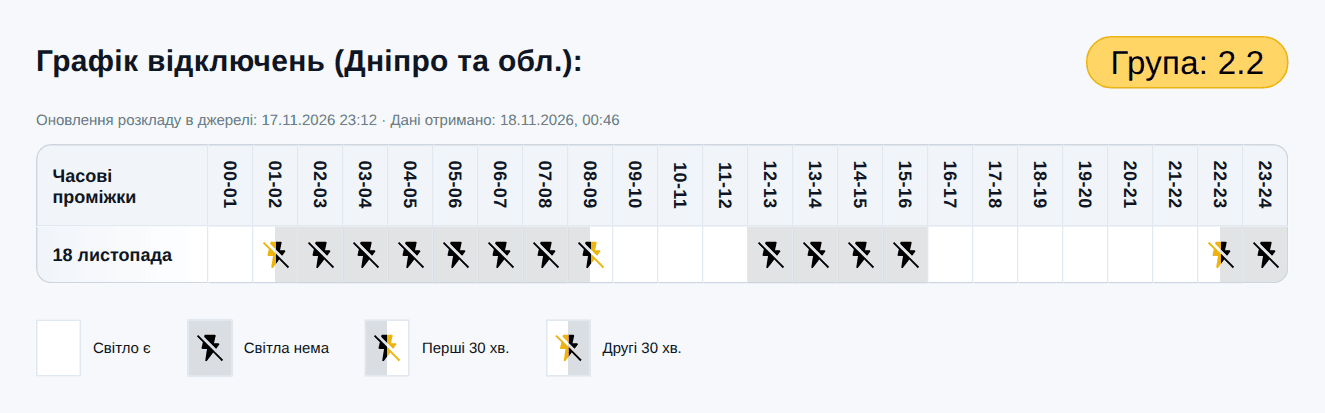 Графік відключень (Дніпро та обл.):
Група: 2.2
Оновлення розкладу в джерелі: 17.11.2026 23:12 · Дані отримано: 18.11.2026, 00:46
Часові
проміжки
00-01 01-02 02-03 03-04 04-05 05-06 06-07 07-08 08-09 09-10 10-11 11-12 12-13 13-14 14-15 15-16 16-17 17-18 18-19 19-20 20-21 21-22 22-23 23-24
18 листопада
Світло є
Світла нема
Перші 30 хв.
Другі 30 хв.